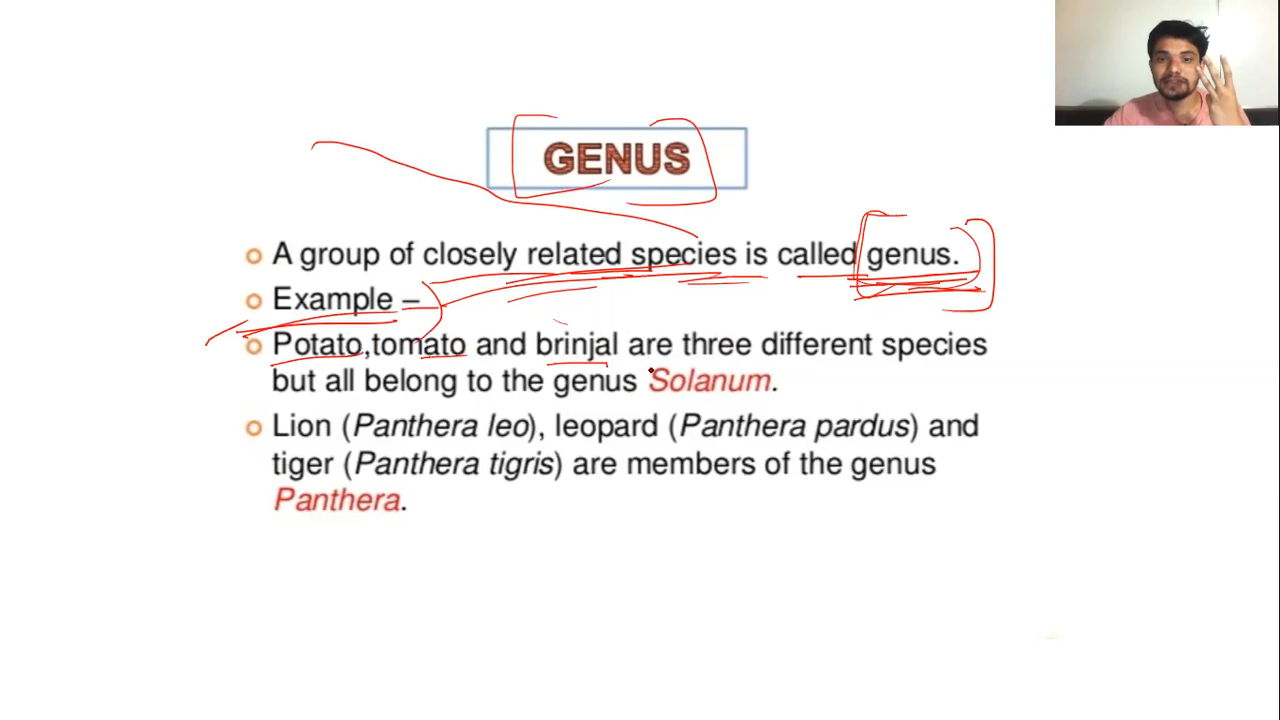 GENUS
A group of closely related species is called genus.
Example –
Potato,tomato and brinjal are three different species
but all belong to the genus Solanum.
Lion (Panthera leo), leopard (Panthera pardus) and
tiger (Panthera tigris) are members of the genus
Panthera.